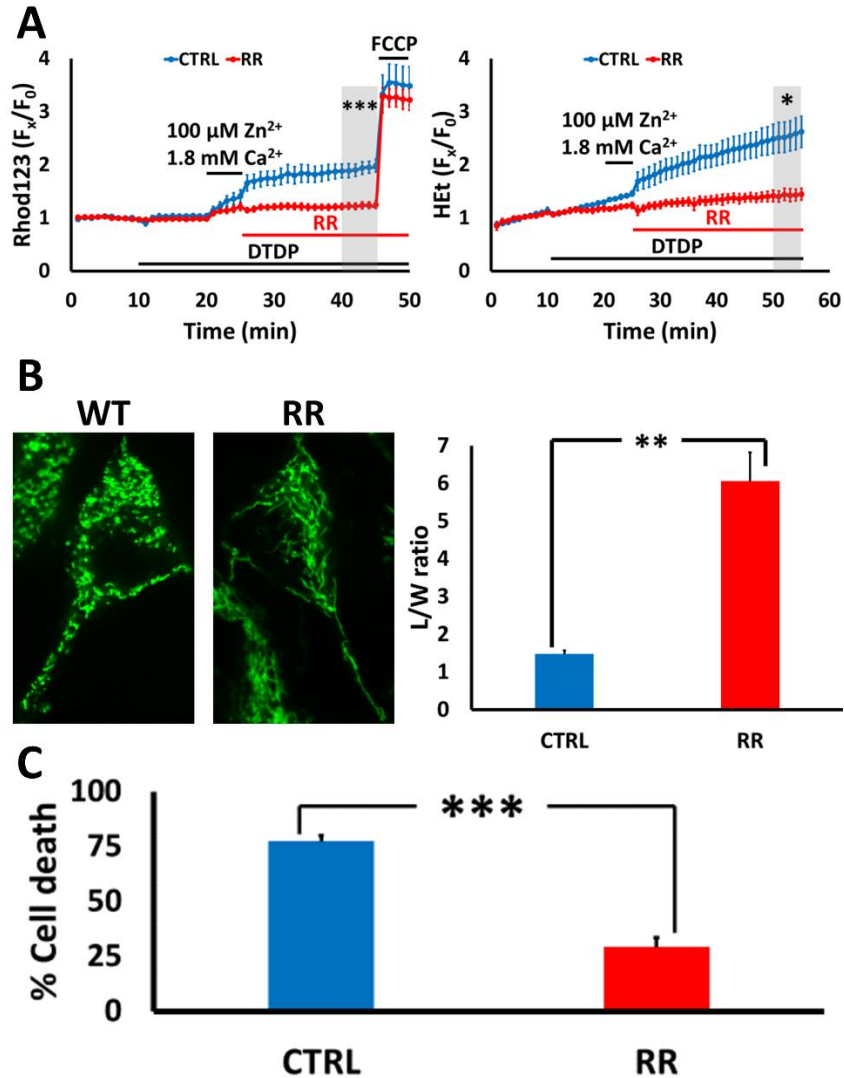 A
CTRL RR
FCCP
4
3
2
1
0
Rhod123 (Fₓ/F₀)
100 µM Zn²⁺
1.8 mM Ca²⁺
***
RR
DTDP
0 10 20 30 40 50
Time (min)
CTRL RR
4
3
2
1
0
HEt (Fₓ/F₀)
100 µM Zn²⁺
1.8 mM Ca²⁺
*
RR
DTDP
0 10 20 30 40 50 60
Time (min)
B
WT RR
7
6
5
4
3
2
1
0
L/W ratio
**
CTRL RR
C
100
75
50
25
0
% Cell death
***
CTRL RR